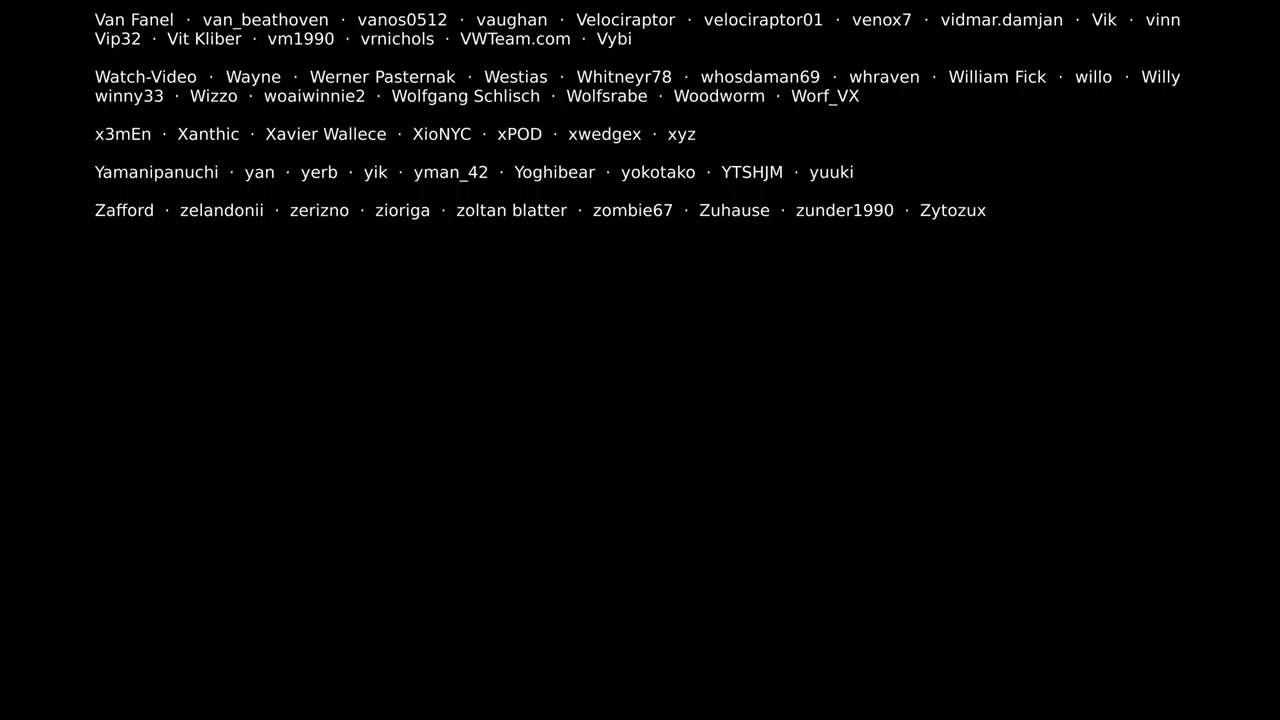 Van Fanel · van_beathoven · vanos0512 · vaughan · Velociraptor · velociraptor01 · venox7 · vidmar.damjan · Vik · vinn
Vip32 · Vit Kliber · vm1990 · vrnichols · VWTeam.com · Vybi
Watch-Video · Wayne · Werner Pasternak · Westias · Whitneyr78 · whosdaman69 · whraven · William Fick · willo · Willy
winny33 · Wizzo · woaiwinnie2 · Wolfgang Schlisch · Wolfsrabe · Woodworm · Worf_VX
x3mEn · Xanthic · Xavier Wallece · XioNYC · xPOD · xwedgex · xyz
Yamanipanuchi · yan · yerb · yik · yman_42 · Yoghibear · yokotako · YTSHJM · yuuki
Zafford · zelandonii · zerizno · zioriga · zoltan blatter · zombie67 · Zuhause · zunder1990 · Zytozux